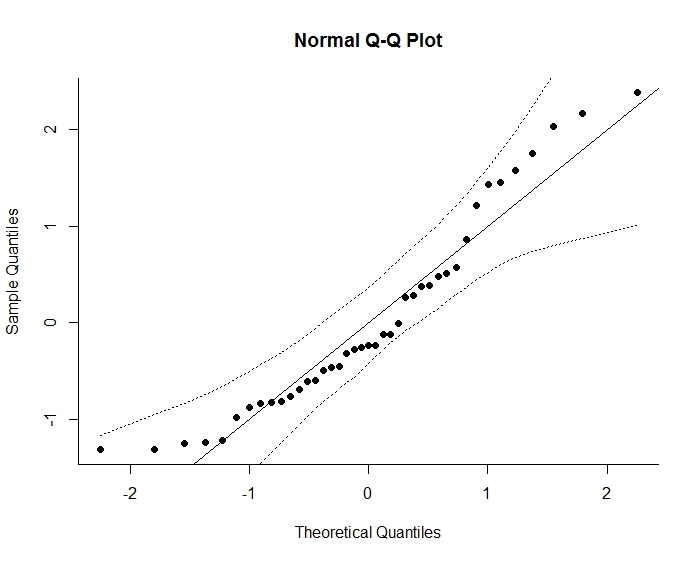 Normal Q-Q Plot
2
1
0
-1
Sample Quantiles
-2 -1 0 1 2
Theoretical Quantiles